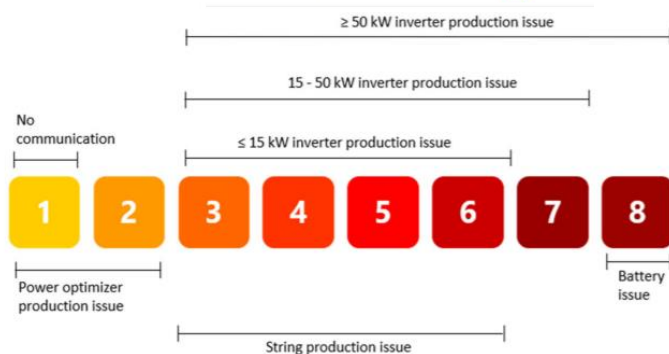 ≥ 50 kW inverter production issue
15 - 50 kW inverter production issue
No
communication
≤ 15 kW inverter production issue
1 2 3 4 5 6 7 8
Power optimizer
production issue
Battery
issue
String production issue